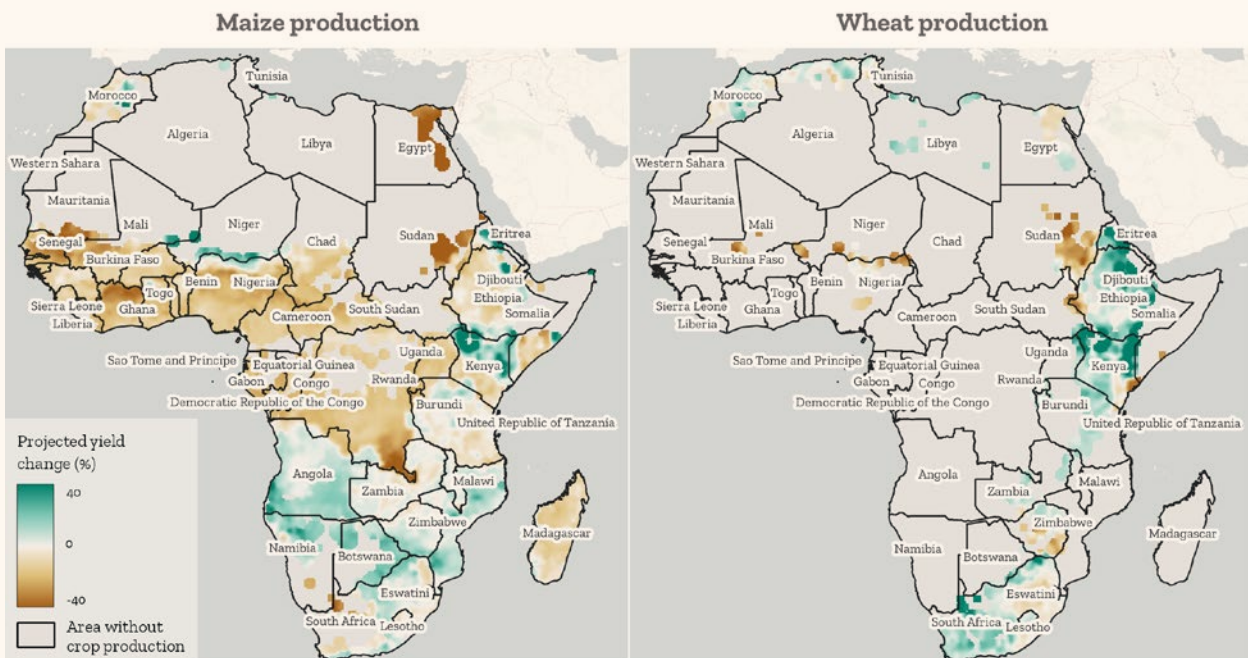 Maize production
Tunisia
Morocco
Algeria
Libya
Egypt
Western Sahara
Mauritania
Mali
Niger
Chad
Sudan
Eritrea
Senegal
Burkina Faso
Djibouti
Benin
Nigeria
Togo
Ethiopia
Sierra Leone
Ghana
Somalia
South Sudan
Liberia
Cameroon
Uganda
Sao Tome and Principe
Equatorial Guinea
Kenya
Gabon
Congo
Rwanda
Democratic Republic of the Congo
Burundi
United Republic of Tanzania
Angola
Malawi
Zambia
Zimbabwe
Madagascar
Namibia
Botswana
Eswatini
South Africa
Lesotho
Projected yield
change (%)
40
0
-40
Area without
crop production
Wheat production
Tunisia
Morocco
Algeria
Libya
Egypt
Western Sahara
Mauritania
Mali
Niger
Chad
Sudan
Eritrea
Senegal
Burkina Faso
Djibouti
Benin
Nigeria
Togo
Ethiopia
Sierra Leone
Ghana
Somalia
South Sudan
Liberia
Cameroon
Uganda
Sao Tome and Principe
Equatorial Guinea
Kenya
Gabon
Congo
Rwanda
Democratic Republic of the Congo
Burundi
United Republic of Tanzania
Angola
Malawi
Zambia
Zimbabwe
Madagascar
Namibia
Botswana
Eswatini
South Africa
Lesotho